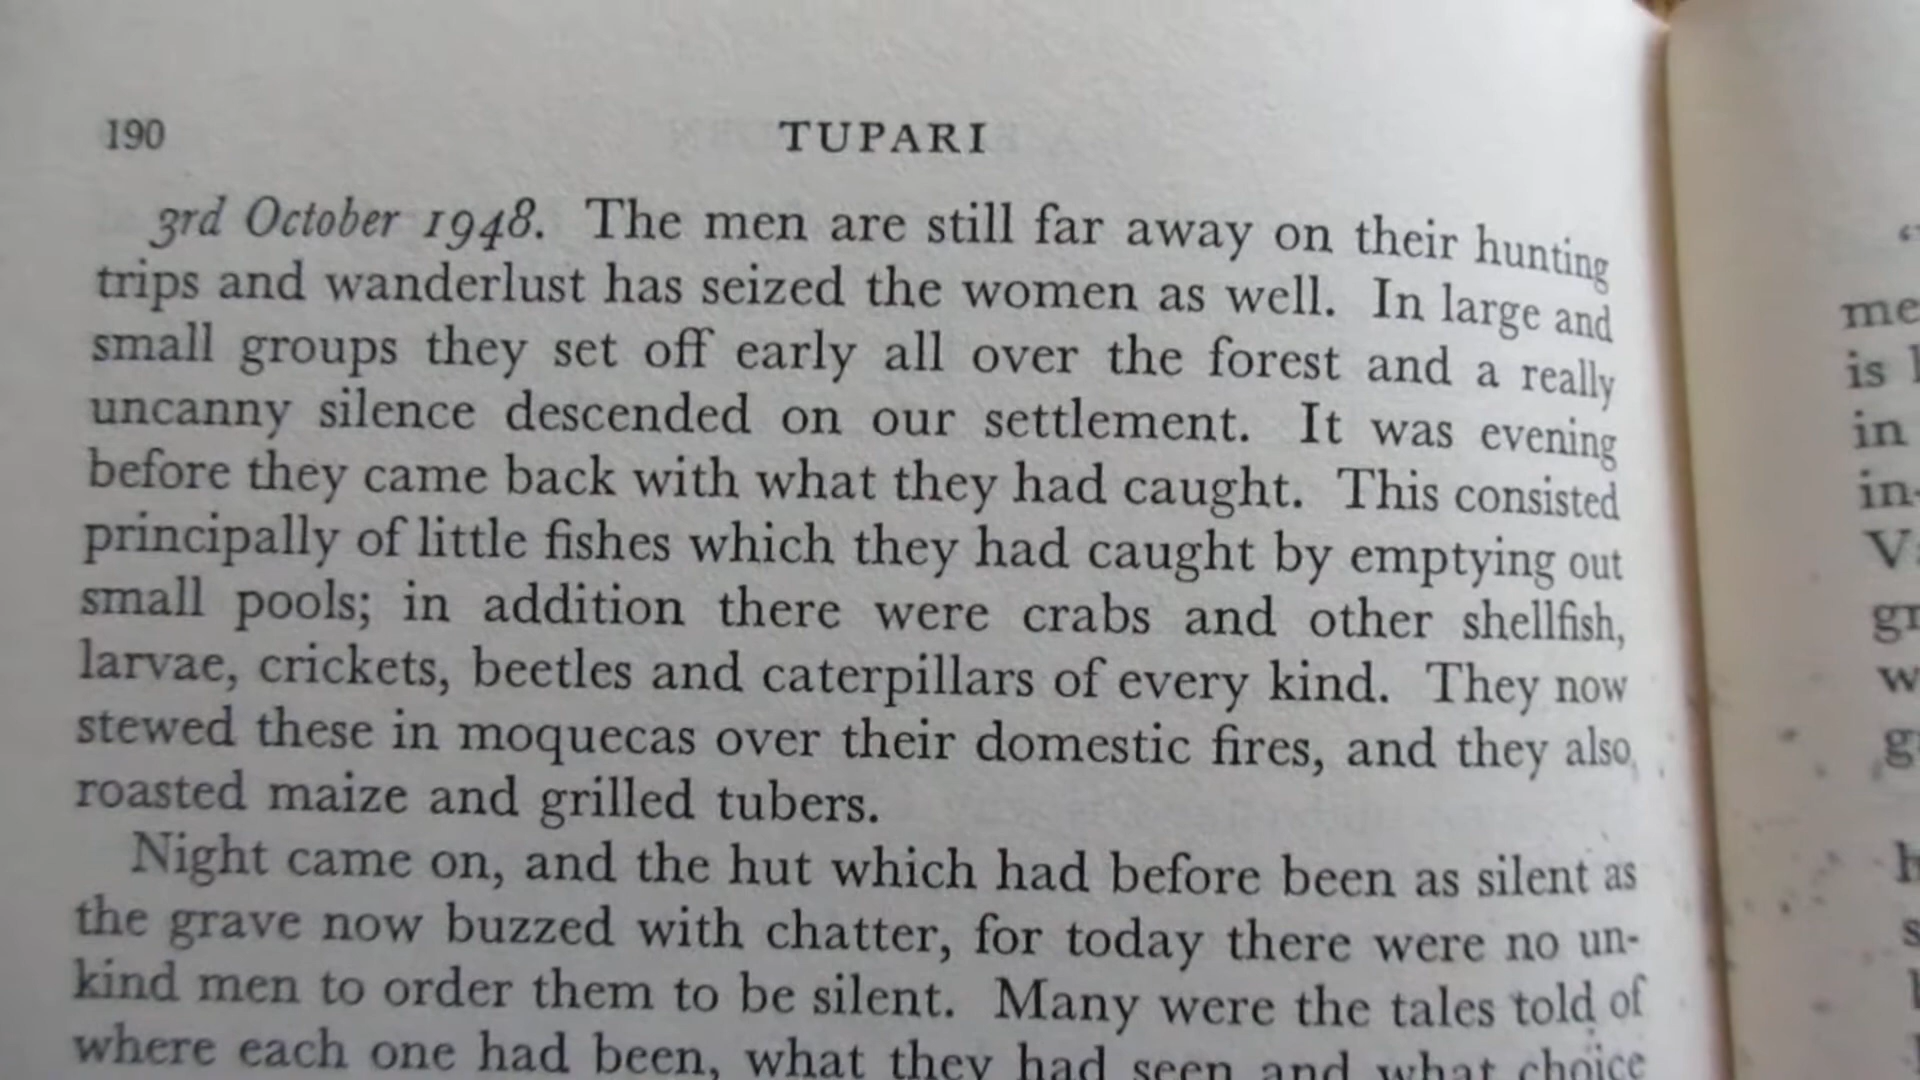 190 TUPARI
3rd October 1948. The men are still far away on their hunting
trips and wanderlust has seized the women as well. In large and
small groups they set off early all over the forest and a really
uncanny silence descended on our settlement. It was evening
before they came back with what they had caught. This consisted
principally of little fishes which they had caught by emptying out
small pools; in addition there were crabs and other shellfish,
larvae, crickets, beetles and caterpillars of every kind. They now
stewed these in moquecas over their domestic fires, and they also
roasted maize and grilled tubers.
Night came on, and the hut which had before been as silent as
the grave now buzzed with chatter, for today there were no un-
kind men to order them to be silent. Many were the tales told of
where each one had been, what they had seen and what choice
me
is
in
in-